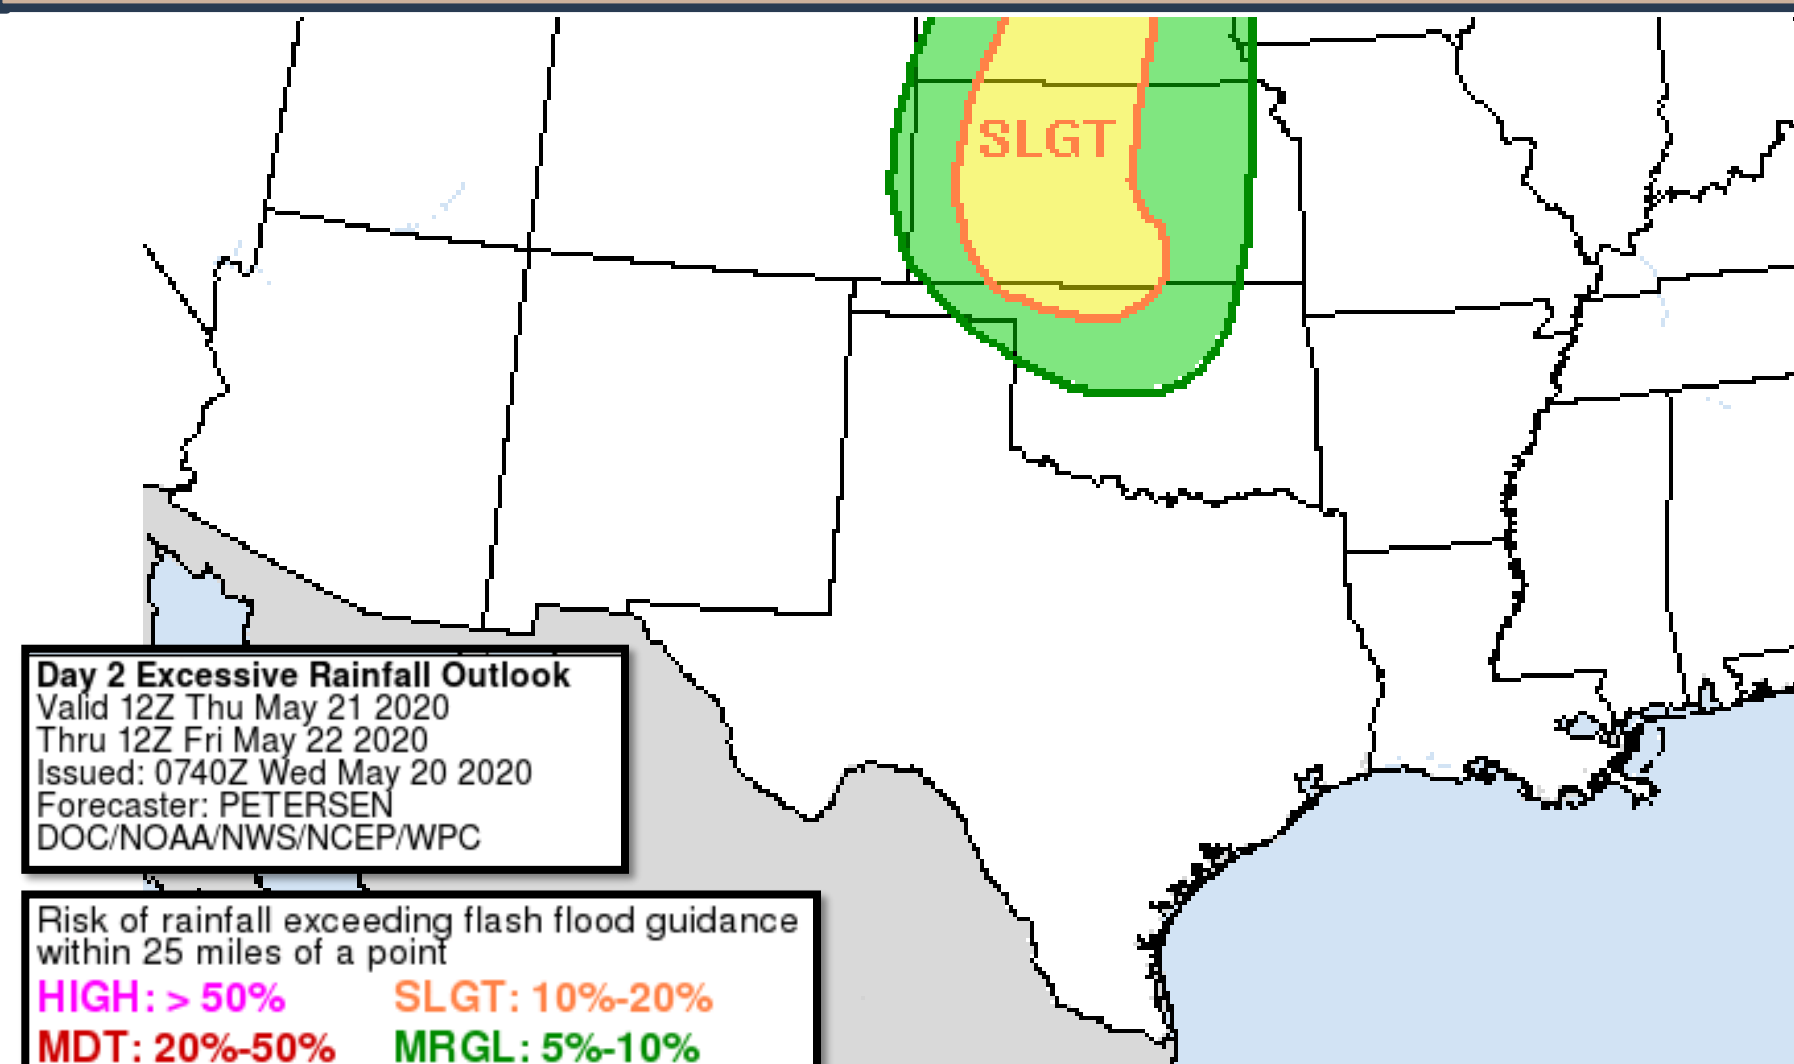 SLGT
Day 2 Excessive Rainfall Outlook
Valid 12Z Thu May 21 2020
Thru 12Z Fri May 22 2020
Issued: 0740Z Wed May 20 2020
Forecaster: PETERSEN
DOC/NOAA/NWS/NCEP/WPC
Risk of rainfall exceeding flash flood guidance
within 25 miles of a point
HIGH: > 50% SLGT: 10%-20%
MDT: 20%-50% MRGL: 5%-10%